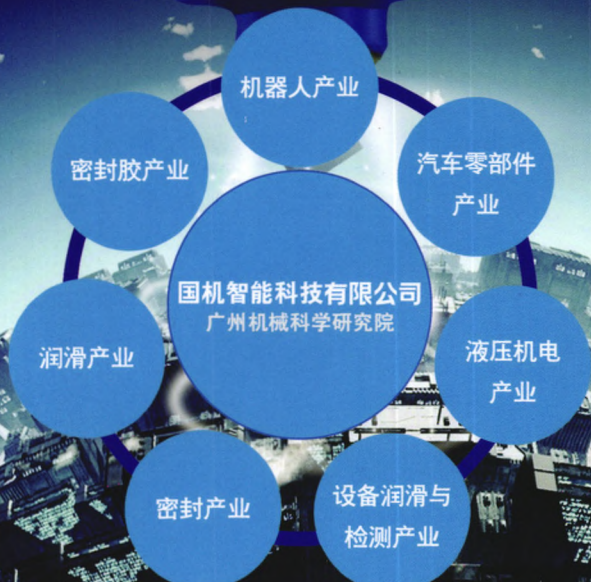 机器人产业
密封胶产业
汽车零部件
产业
国机智能科技有限公司
广州机械科学研究院
润滑产业
液压机电
产业
密封产业
设备润滑与
检测产业